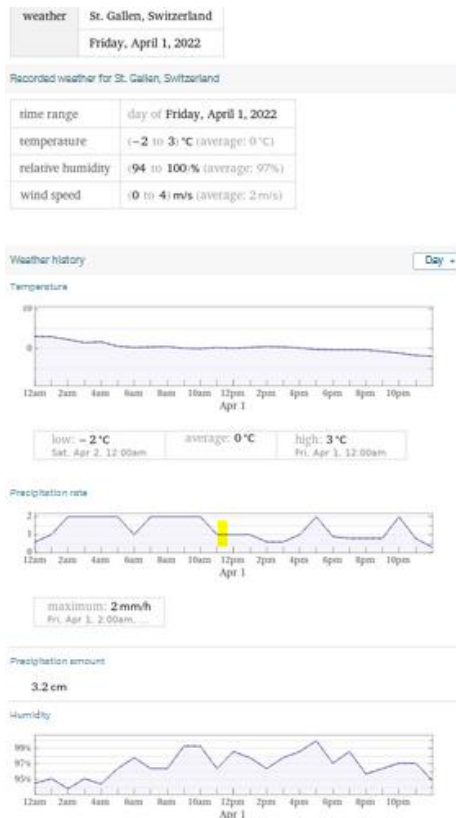 weather
St. Gallen, Switzerland
Friday, April 1, 2022
Recorded weather for St. Gallen, Switzerland
time range day of Friday, April 1, 2022
temperature (−2 to 3) °C (average: 0 °C)
relative humidity (94 to 100)% (average: 97%)
wind speed (0 to 4) m/s (average: 2 m/s)
Weather history Day
Temperature
10
0
12am 2am 4am 6am 8am 10am 12pm 2pm 4pm 6pm 8pm 10pm
Apr 1
low: −2 °C average: 0 °C high: 3 °C
Sat, Apr 2, 12:00am Fri, Apr 1, 12:00am
Precipitation rate
2
1
0
12am 2am 4am 6am 8am 10am 12pm 2pm 4pm 6pm 8pm 10pm
Apr 1
maximum: 2 mm/h
Fri, Apr 1, 2:00am, ...
Precipitation amount
3.2 cm
Humidity
99%
97%
95%
12am 2am 4am 6am 8am 10am 12pm 2pm 4pm 6pm 8pm 10pm
Apr 1